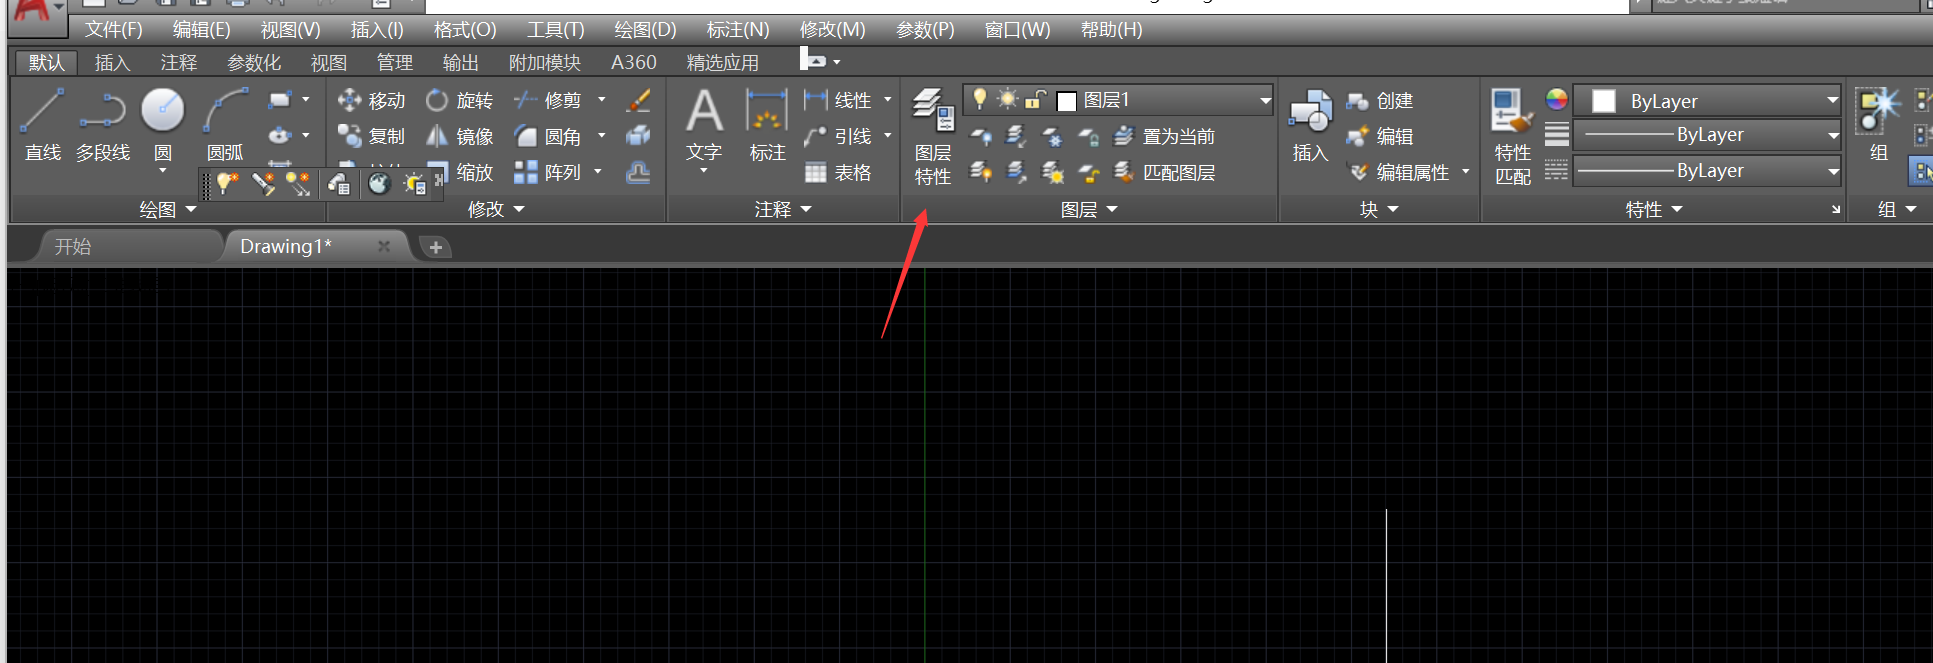 文件(F) 编辑(E) 视图(V) 插入(I) 格式(O) 工具(T) 绘图(D) 标注(N) 修改(M) 参数(P) 窗口(W) 帮助(H)
默认 插入 注释 参数化 视图 管理 输出 附加模块 A360 精选应用
移动 旋转 修剪 线性 图层1 创建 ByLayer
复制 镜像 圆角 引线 置为当前 编辑 ByLayer
直线 多段线 圆 圆弧 文字 标注 图层 特性 插入 特性 匹配 组
缩放 阵列 表格 匹配图层 编辑属性 ByLayer
绘图 修改 注释 图层 块 特性 组
开始 Drawing1*